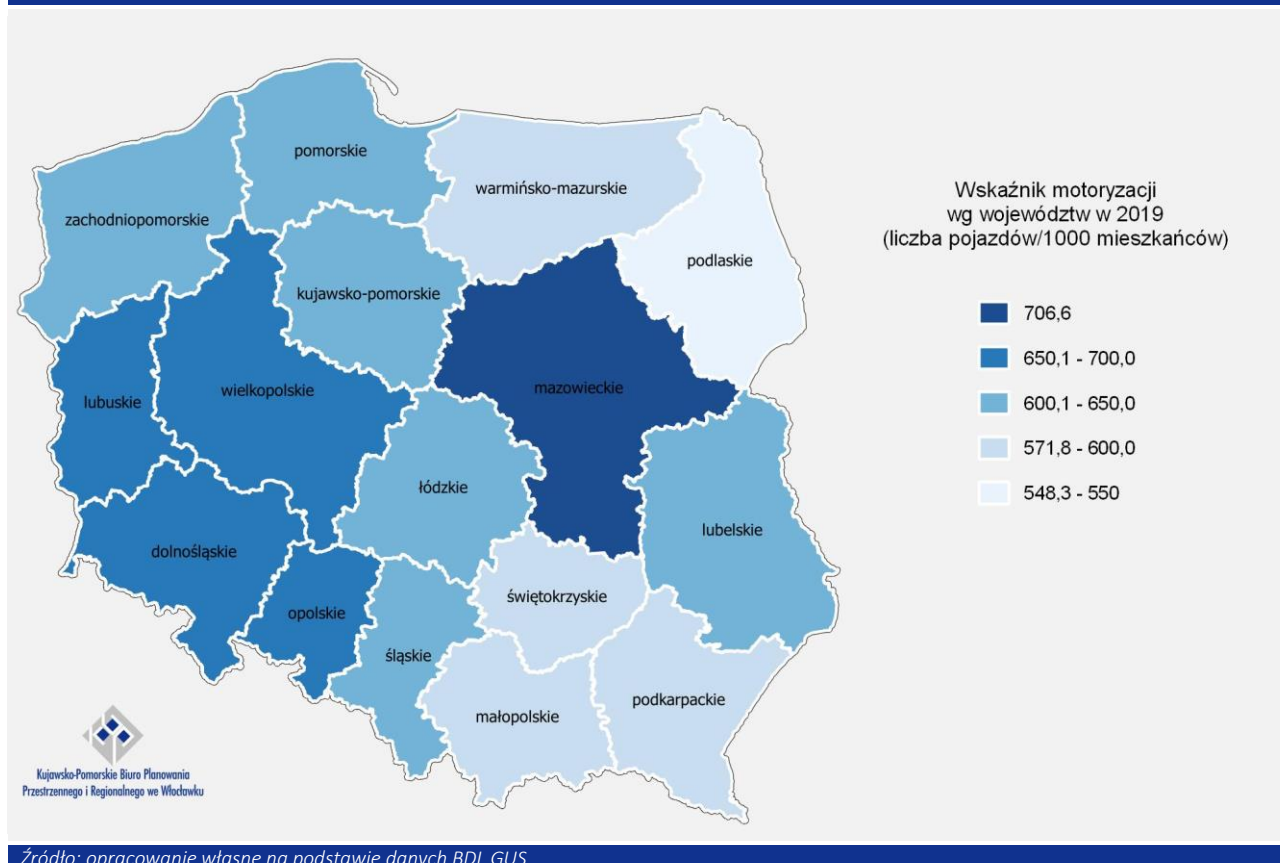 pomorskie
warmińsko-mazurskie
zachodniopomorskie
podlaskie
kujawsko-pomorskie
wielkopolskie
mazowieckie
lubuskie
łódzkie
lubelskie
dolnośląskie
świętokrzyskie
opolskie
śląskie
podkarpackie
małopolskie
Wskaźnik motoryzacji
wg województw w 2019
(liczba pojazdów/1000 mieszkańców)
706,6
650,1 - 700,0
600,1 - 650,0
571,8 - 600,0
548,3 - 550
Kujawsko-Pomorskie Biuro Planowania
Przestrzennego i Regionalnego we Włocławku
Źródło: opracowanie własne na podstawie danych BDL GUS